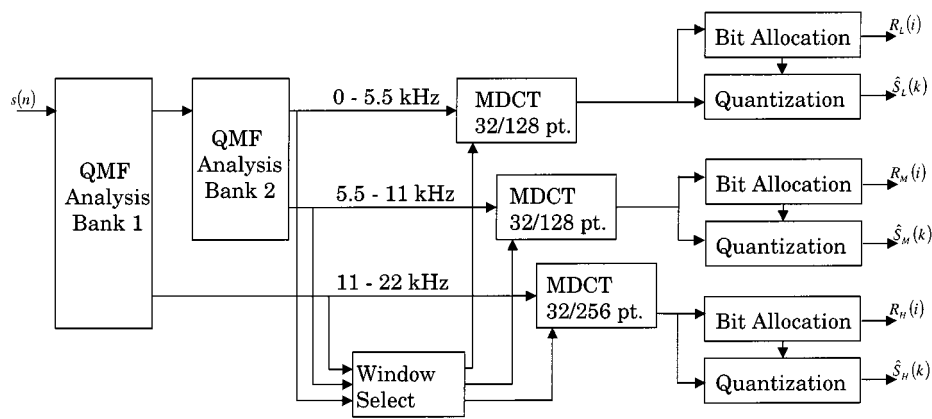 s(n)
QMF
Analysis
Bank 1
QMF
Analysis
Bank 2
0 - 5.5 kHz
5.5 - 11 kHz
11 - 22 kHz
MDCT
32/128 pt.
MDCT
32/128 pt.
MDCT
32/256 pt.
Window
Select
Bit Allocation
R_L(i)
Quantization
Ŝ_L(k)
Bit Allocation
R_M(i)
Quantization
Ŝ_M(k)
Bit Allocation
R_H(i)
Quantization
Ŝ_H(k)